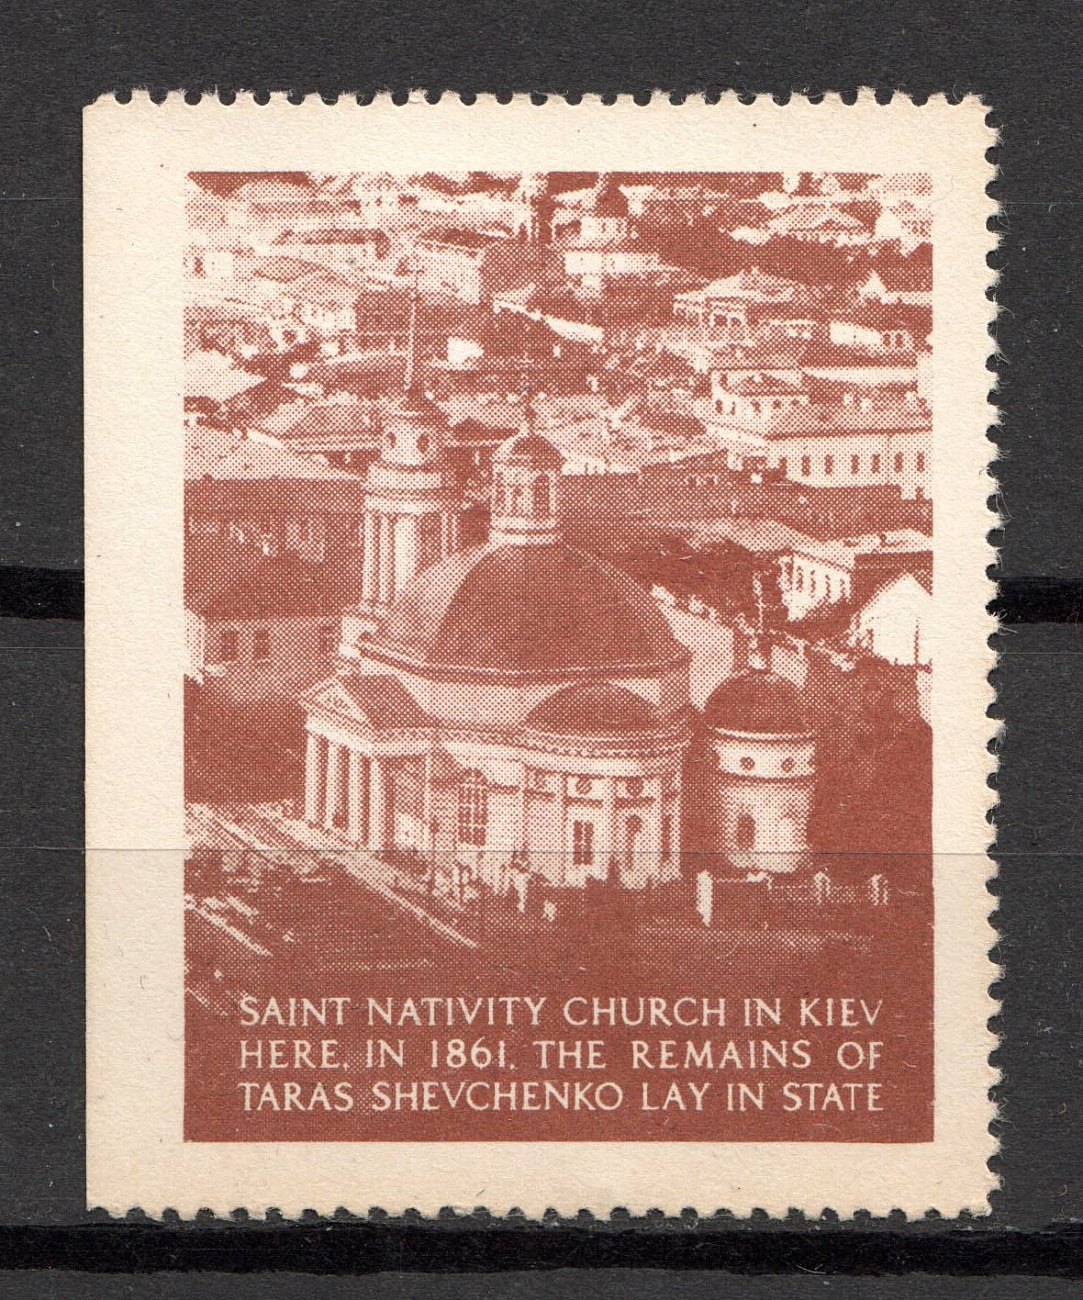 SAINT NATIVITY CHURCH IN KIEV
HERE, IN 1861, THE REMAINS OF
TARAS SHEVCHENKO LAY IN STATE